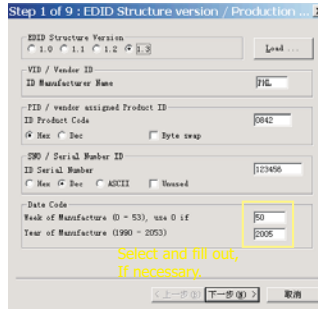 Step 1 of 9 : EDID Structure version / Production ...
EDID Structure Version
1.0 1.1 1.2 1.3
Load ...
VID / Vendor ID
ID Manufacturer Name
PHL
PID / vendor assigned Product ID
ID Product Code
0842
Hex Dec Byte swap
SNO / Serial Number ID
ID Serial Number
123456
Hex Dec ASCII Unused
Date Code
Week of Manufacture (0 - 53), use 0 if
50
Year of Manufacture (1990 - 2053)
2005
Select and fill out,
If necessary.
< 上一步(B) 下一步(N) > 取消